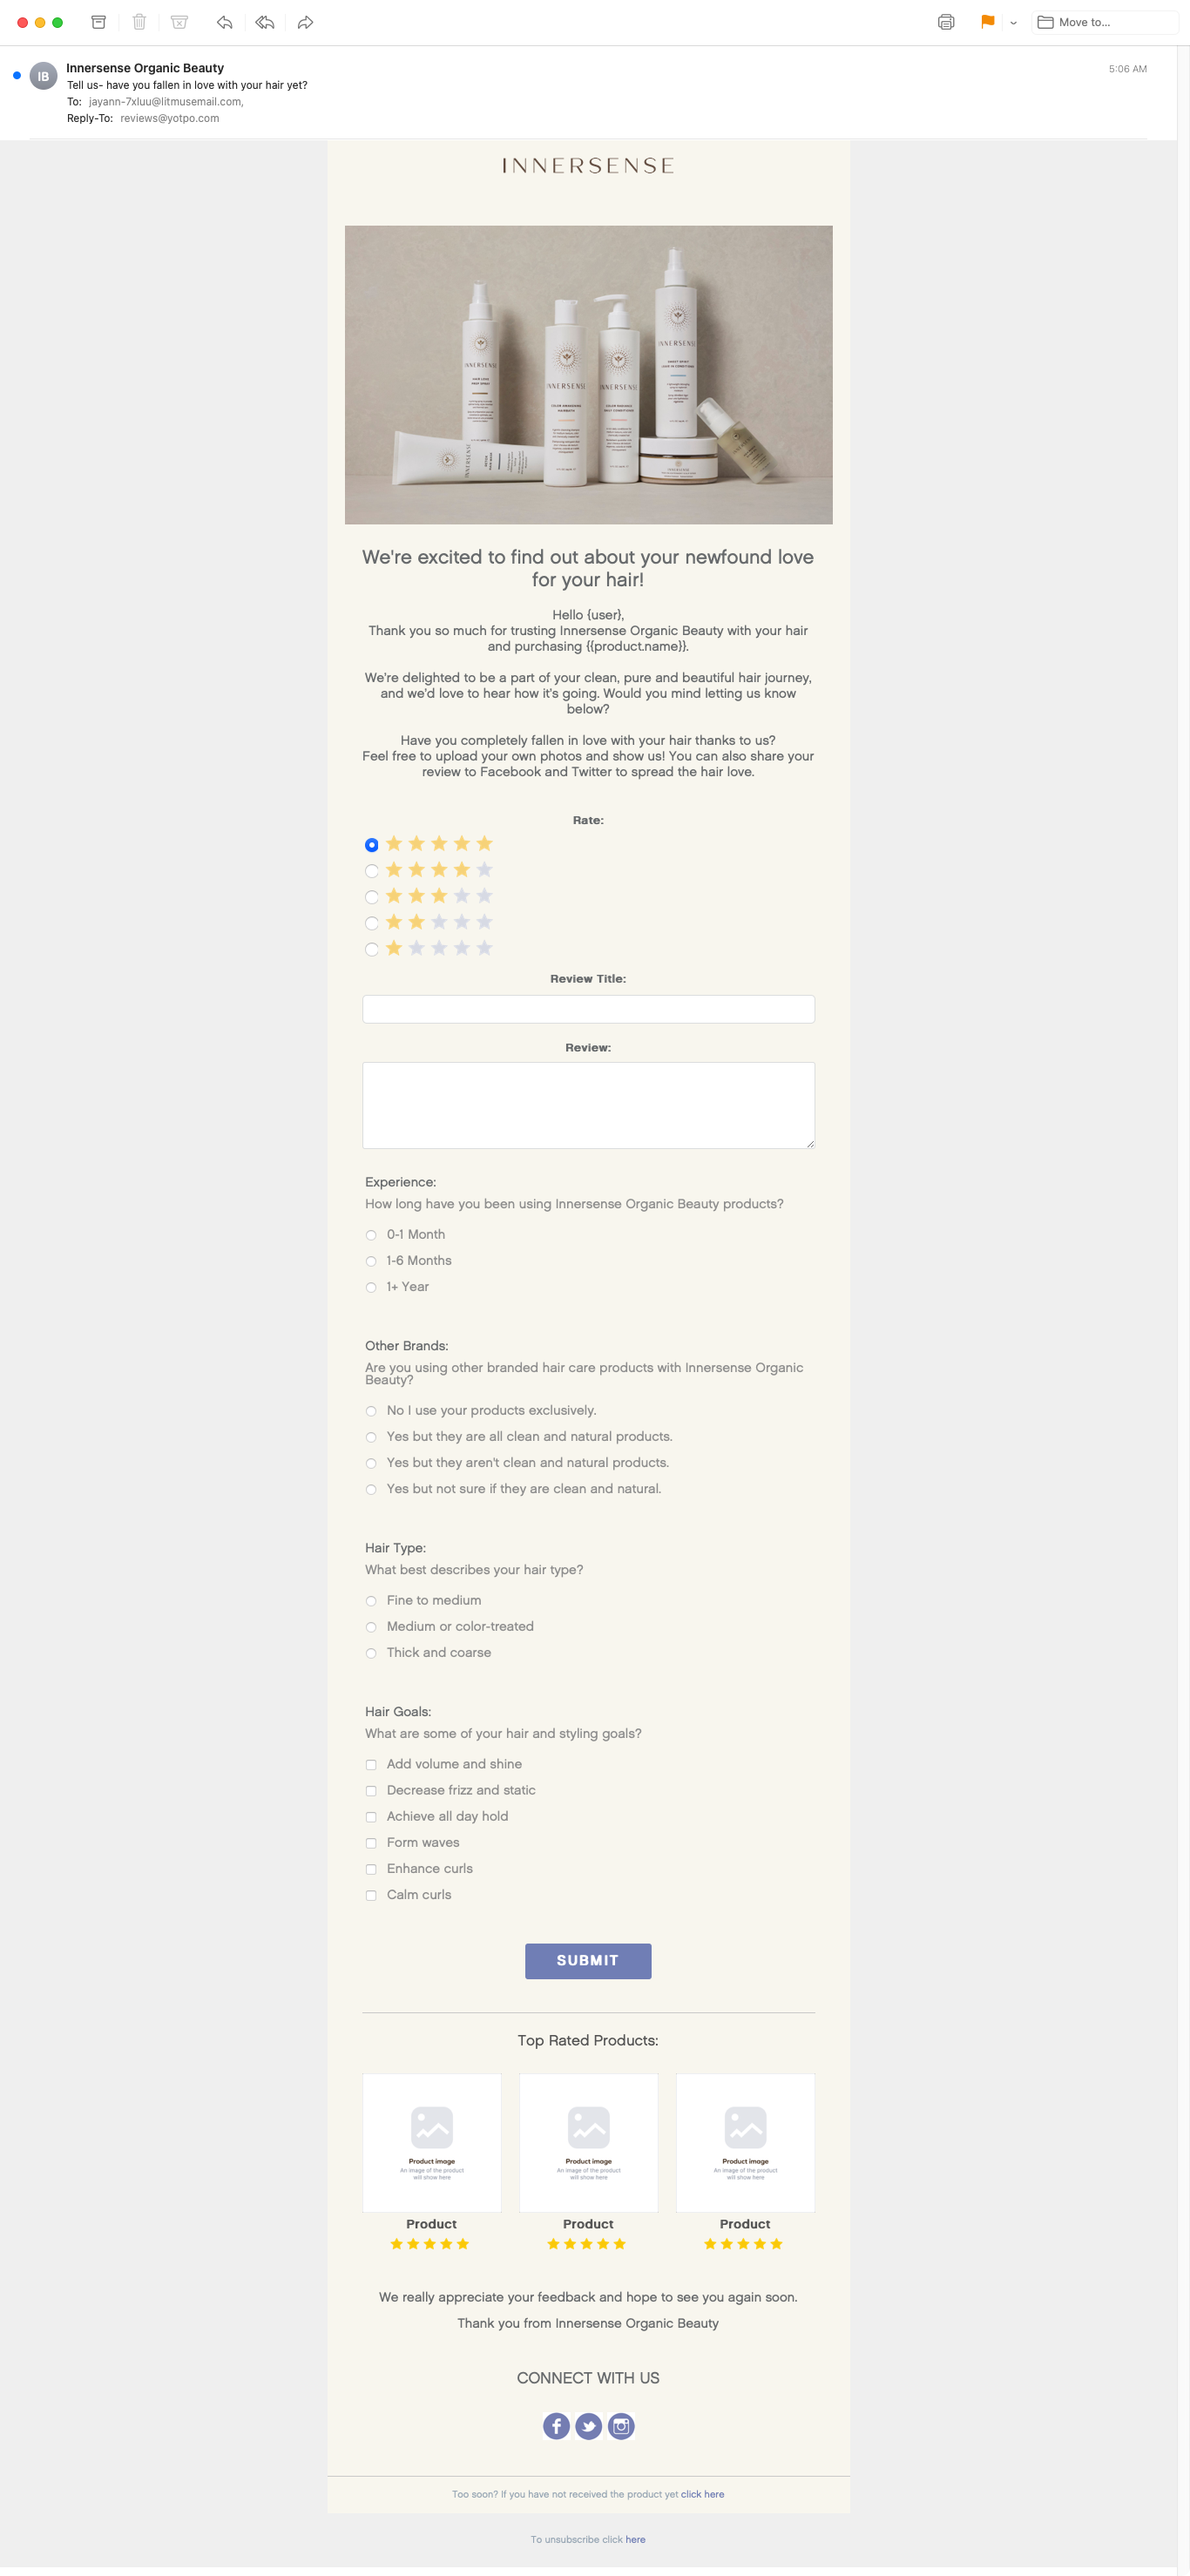 Move to...
IB
Innersense Organic Beauty
5:06 AM
Tell us- have you fallen in love with your hair yet?
To: jayann-7xluu@litmusemail.com,
Reply-To: reviews@yotpo.com
INNERSENSE
INNERSENSE
INNERSENSE
INNERSENSE
INNERSENSE
INNERSENSE
We're excited to find out about your newfound love
for your hair!
Hello {user},
Thank you so much for trusting Innersense Organic Beauty with your hair
and purchasing {{product.name}}.
We're delighted to be a part of your clean, pure and beautiful hair journey,
and we'd love to hear how it's going. Would you mind letting us know
below?
Have you completely fallen in love with your hair thanks to us?
Feel free to upload your own photos and show us! You can also share your
review to Facebook and Twitter to spread the hair love.
Rate:
Review Title:
Review:
Experience:
How long have you been using Innersense Organic Beauty products?
0-1 Month
1-6 Months
1+ Year
Other Brands:
Are you using other branded hair care products with Innersense Organic
Beauty?
No I use your products exclusively.
Yes but they are all clean and natural products.
Yes but they aren't clean and natural products.
Yes but not sure if they are clean and natural.
Hair Type:
What best describes your hair type?
Fine to medium
Medium or color-treated
Thick and coarse
Hair Goals:
What are some of your hair and styling goals?
Add volume and shine
Decrease frizz and static
Achieve all day hold
Form waves
Enhance curls
Calm curls
SUBMIT
Top Rated Products:
Product image Product image Product image
An image of the product An image of the product An image of the product
will show here will show here will show here
Product Product Product
We really appreciate your feedback and hope to see you again soon.
Thank you from Innersense Organic Beauty
CONNECT WITH US
Too soon? If you have not received the product yet click here
To unsubscribe click here